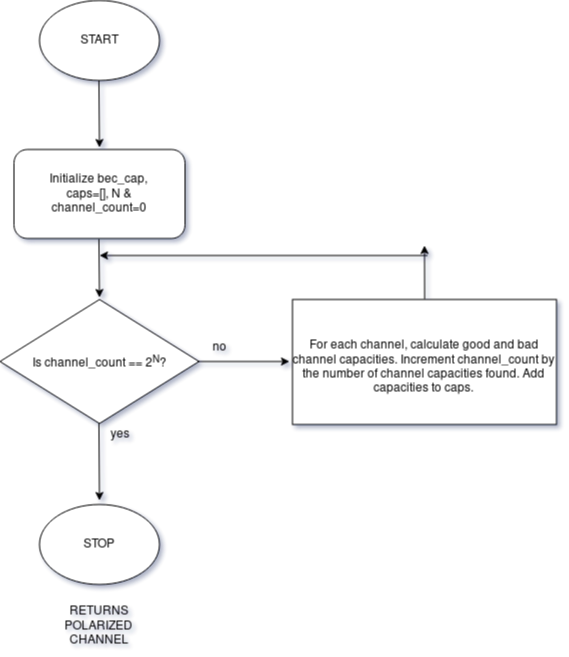 START
Initialize bec_cap,
caps=[], N &
channel_count=0
Is channel_count == 2^N?
no
For each channel, calculate good and bad
channel capacities. Increment channel_count by
the number of channel capacities found. Add
capacities to caps.
yes
STOP
RETURNS
POLARIZED
CHANNEL